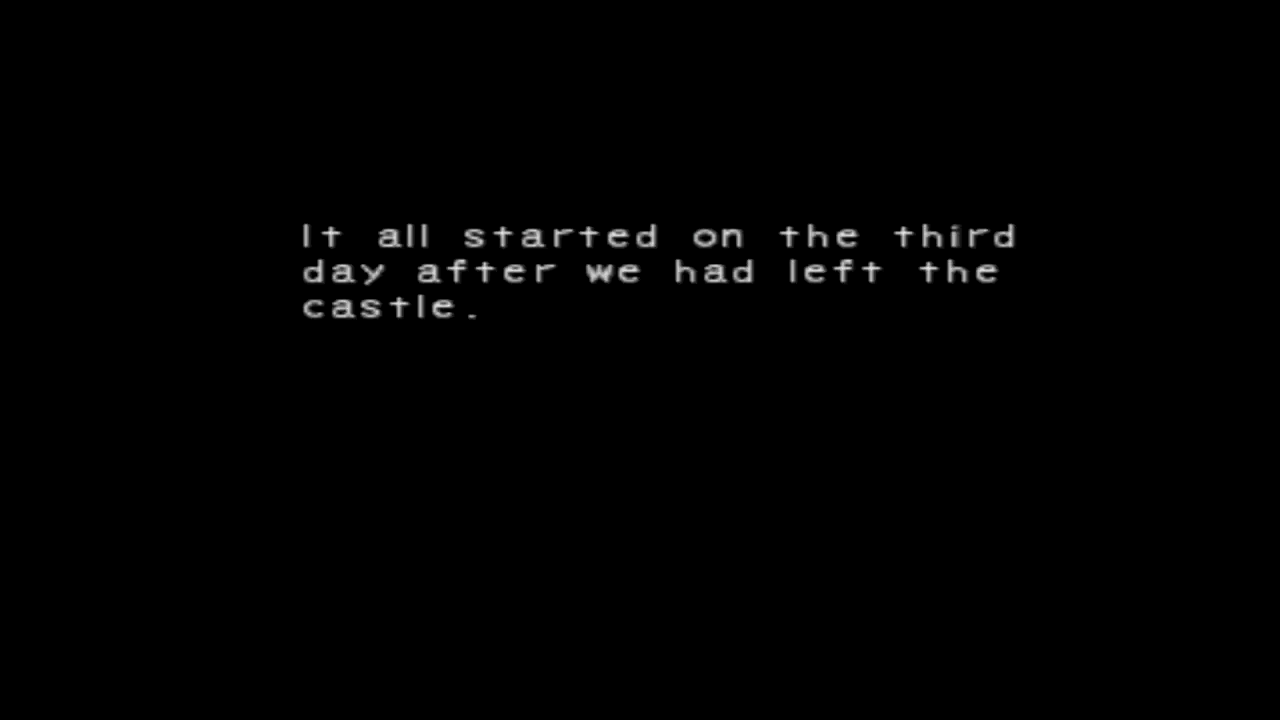 It all started on the third
day after we had left the
castle.